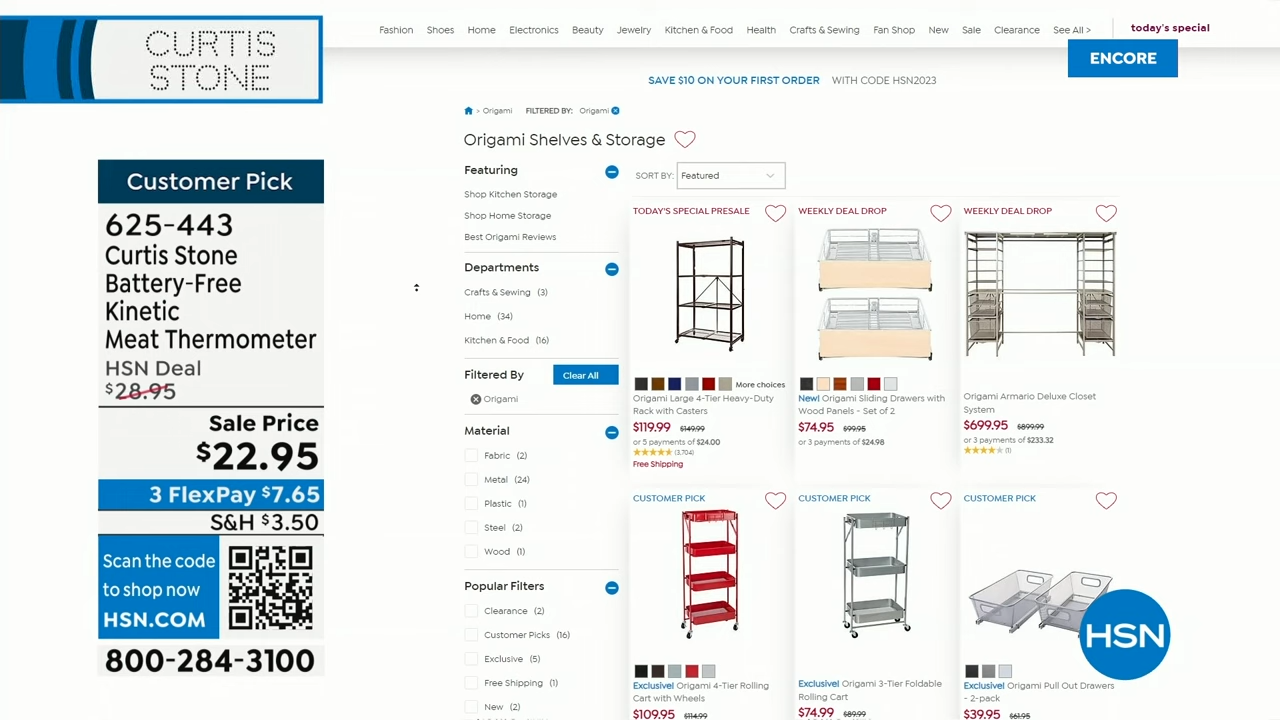 CURTIS
STONE
Fashion Shoes Home Electronics Beauty Jewelry Kitchen & Food Health Crafts & Sewing Fan Shop New Sale Clearance See All > today's special
ENCORE
SAVE $10 ON YOUR FIRST ORDER WITH CODE HSN2023
> Origami FILTERED BY: Origami
Origami Shelves & Storage
Customer Pick
625-443
Curtis Stone
Battery-Free
Kinetic
Meat Thermometer
HSN Deal
$28.95
Sale Price
$22.95
3 FlexPay $7.65
S&H $3.50
Scan the code
to shop now
HSN.COM
800-284-3100
Featuring
Shop Kitchen Storage
Shop Home Storage
Best Origami Reviews
Departments
Crafts & Sewing (3)
Home (34)
Kitchen & Food (16)
Filtered By Clear All
Origami
Material
Fabric (2)
Metal (24)
Plastic (1)
Steel (2)
Wood (1)
Popular Filters
Clearance (2)
Customer Picks (16)
Exclusive (5)
Free Shipping (1)
New (2)
SORT BY: Featured
TODAY'S SPECIAL PRESALE
More choices
Origami Large 4-Tier Heavy-Duty
Rack with Casters
$119.99 $149.99
or 5 payments of $24.00
(3,704)
Free Shipping
WEEKLY DEAL DROP
New! Origami Sliding Drawers with
Wood Panels - Set of 2
$74.95 $99.95
or 3 payments of $24.98
WEEKLY DEAL DROP
Origami Armario Deluxe Closet
System
$699.95 $899.99
or 3 payments of $233.32
(1)
CUSTOMER PICK
Exclusive! Origami 4-Tier Rolling
Cart with Wheels
$109.95 $114.99
CUSTOMER PICK
Exclusive! Origami 3-Tier Foldable
Rolling Cart
$74.99 $89.99
CUSTOMER PICK
Exclusive! Origami Pull Out Drawers
- 2-pack
$39.95 $61.95
HSN